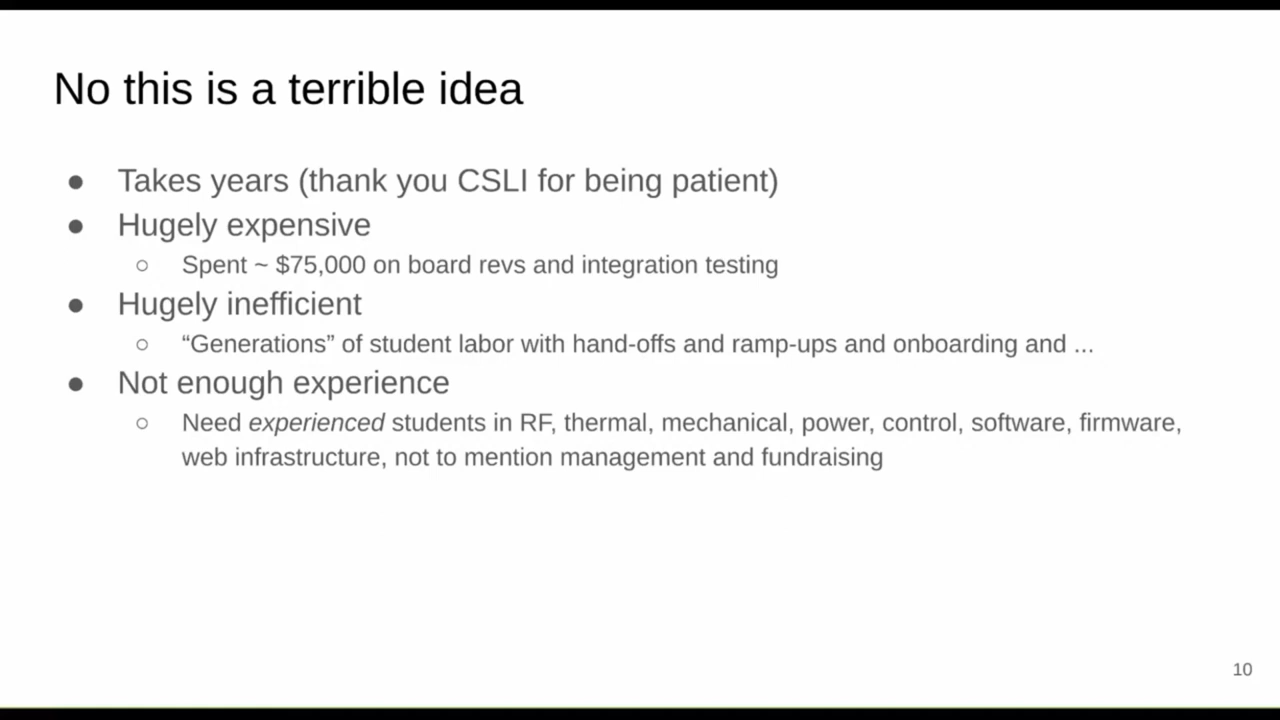 No this is a terrible idea
● Takes years (thank you CSLI for being patient)
● Hugely expensive
○ Spent ~ $75,000 on board revs and integration testing
● Hugely inefficient
○ “Generations” of student labor with hand-offs and ramp-ups and onboarding and ...
● Not enough experience
○ Need experienced students in RF, thermal, mechanical, power, control, software, firmware,
web infrastructure, not to mention management and fundraising
10